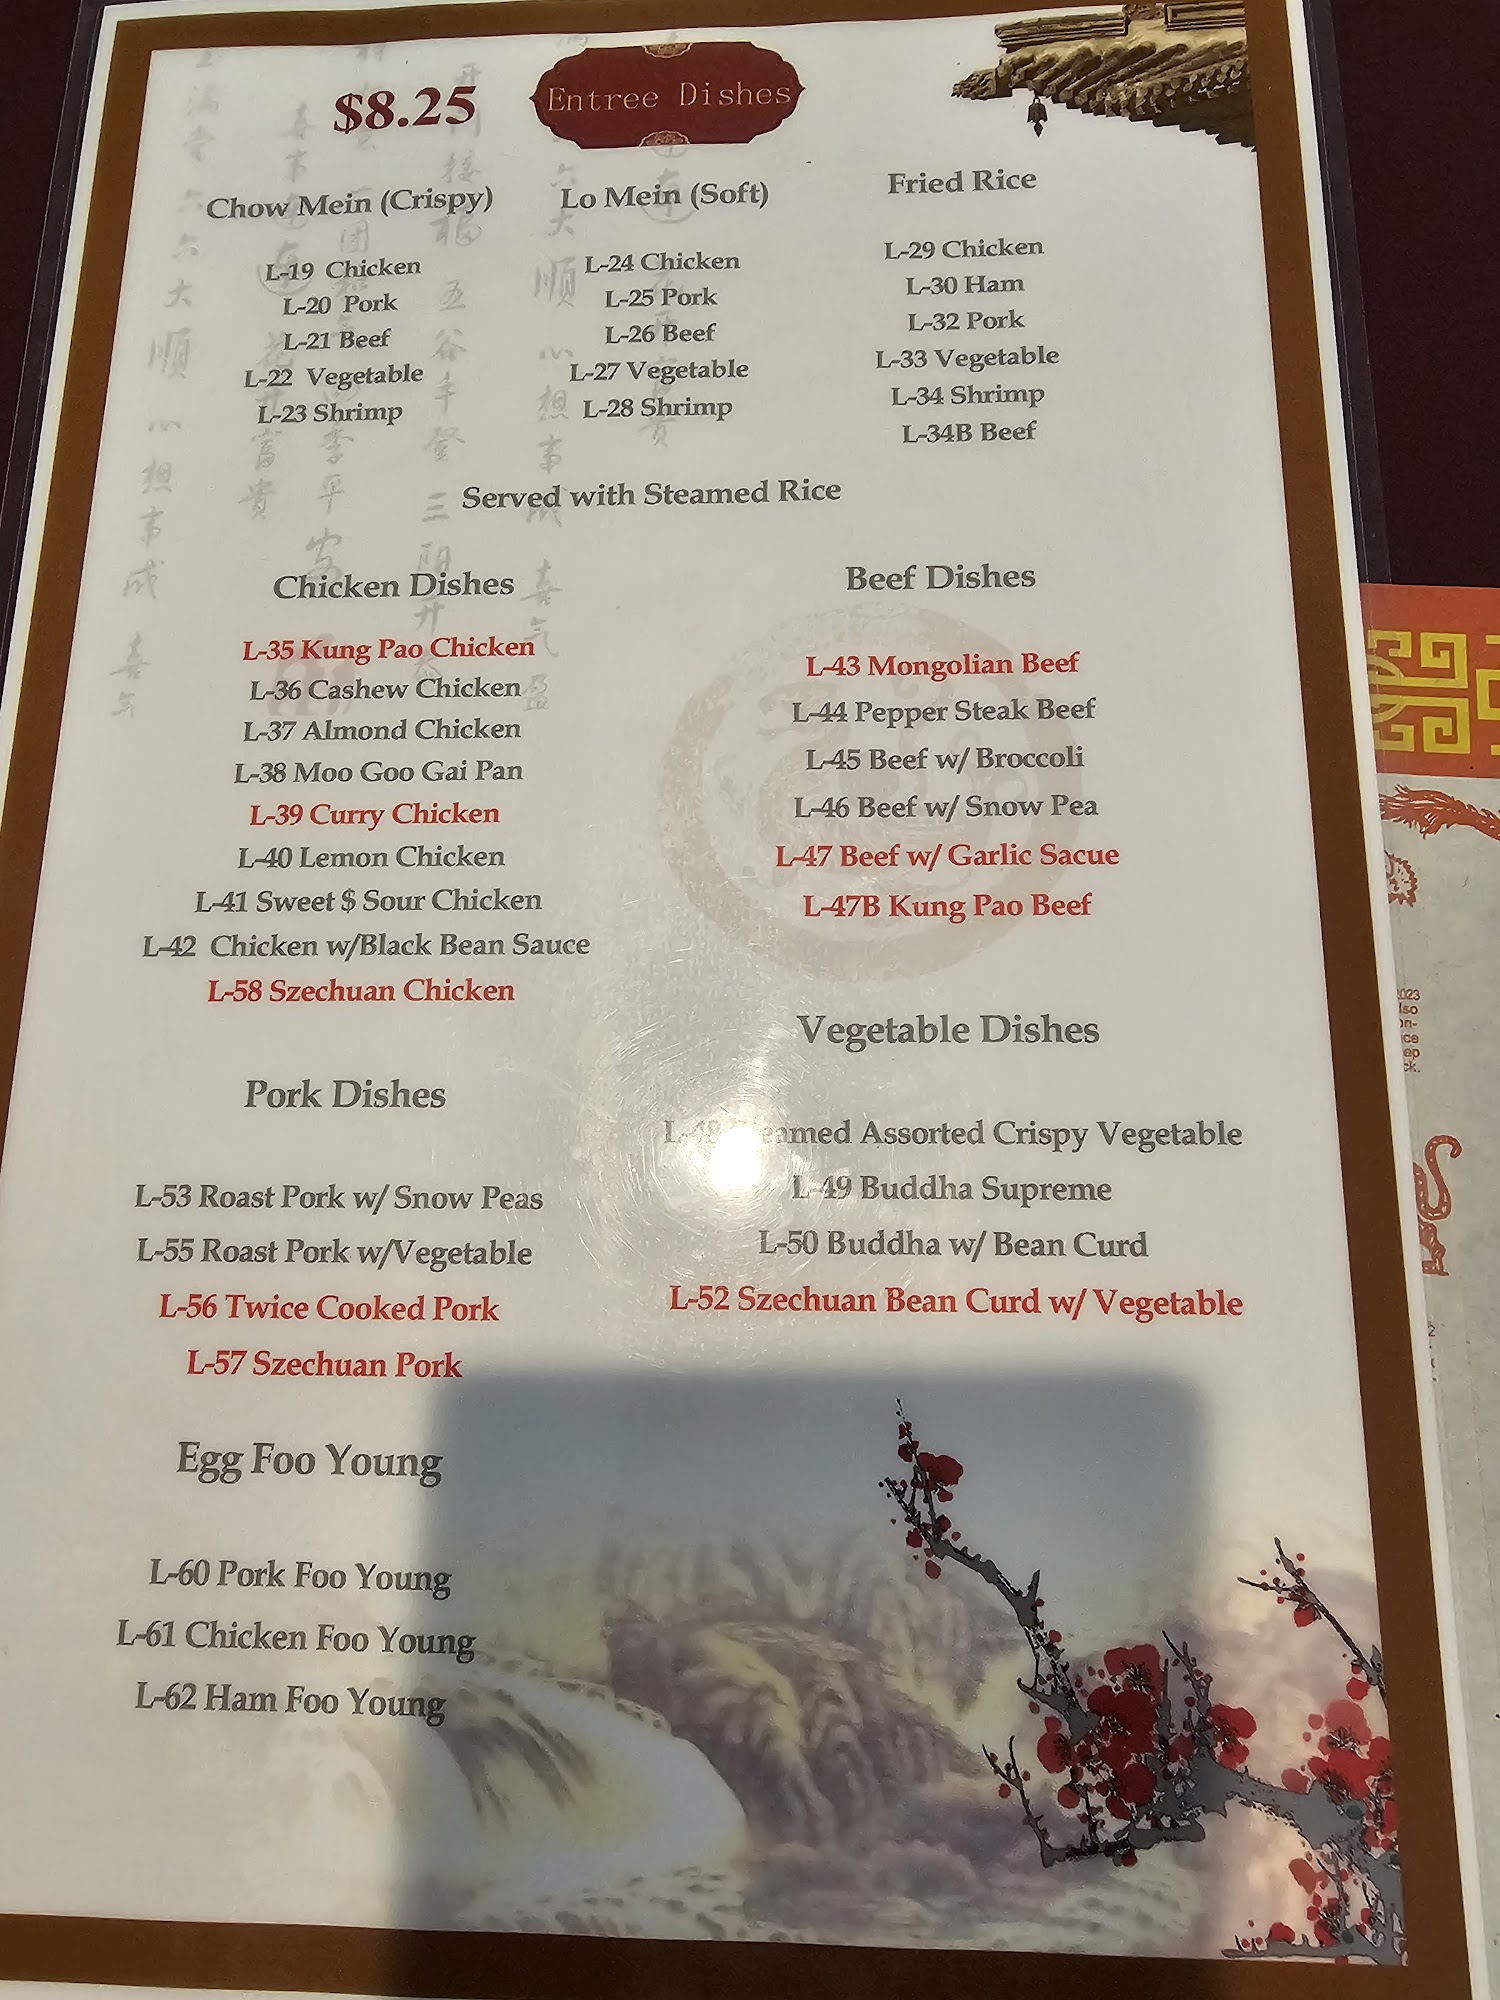 $8.25
Entree Dishes
Chow Mein (Crispy)
L-19 Chicken
L-20 Pork
L-21 Beef
L-22 Vegetable
L-23 Shrimp
Lo Mein (Soft)
L-24 Chicken
L-25 Pork
L-26 Beef
L-27 Vegetable
L-28 Shrimp
Fried Rice
L-29 Chicken
L-30 Ham
L-32 Pork
L-33 Vegetable
L-34 Shrimp
L-34B Beef
Served with Steamed Rice
Chicken Dishes
L-35 Kung Pao Chicken
L-36 Cashew Chicken
L-37 Almond Chicken
L-38 Moo Goo Gai Pan
L-39 Curry Chicken
L-40 Lemon Chicken
L-41 Sweet $ Sour Chicken
L-42 Chicken w/Black Bean Sauce
L-58 Szechuan Chicken
Beef Dishes
L-43 Mongolian Beef
L-44 Pepper Steak Beef
L-45 Beef w/ Broccoli
L-46 Beef w/ Snow Pea
L-47 Beef w/ Garlic Sacue
L-47B Kung Pao Beef
Pork Dishes
L-53 Roast Pork w/ Snow Peas
L-55 Roast Pork w/Vegetable
L-56 Twice Cooked Pork
L-57 Szechuan Pork
Vegetable Dishes
Assorted Crispy Vegetable
L-49 Buddha Supreme
L-50 Buddha w/ Bean Curd
L-52 Szechuan Bean Curd w/ Vegetable
Egg Foo Young
L-60 Pork Foo Young
L-61 Chicken Foo Young
L-62 Ham Foo Young